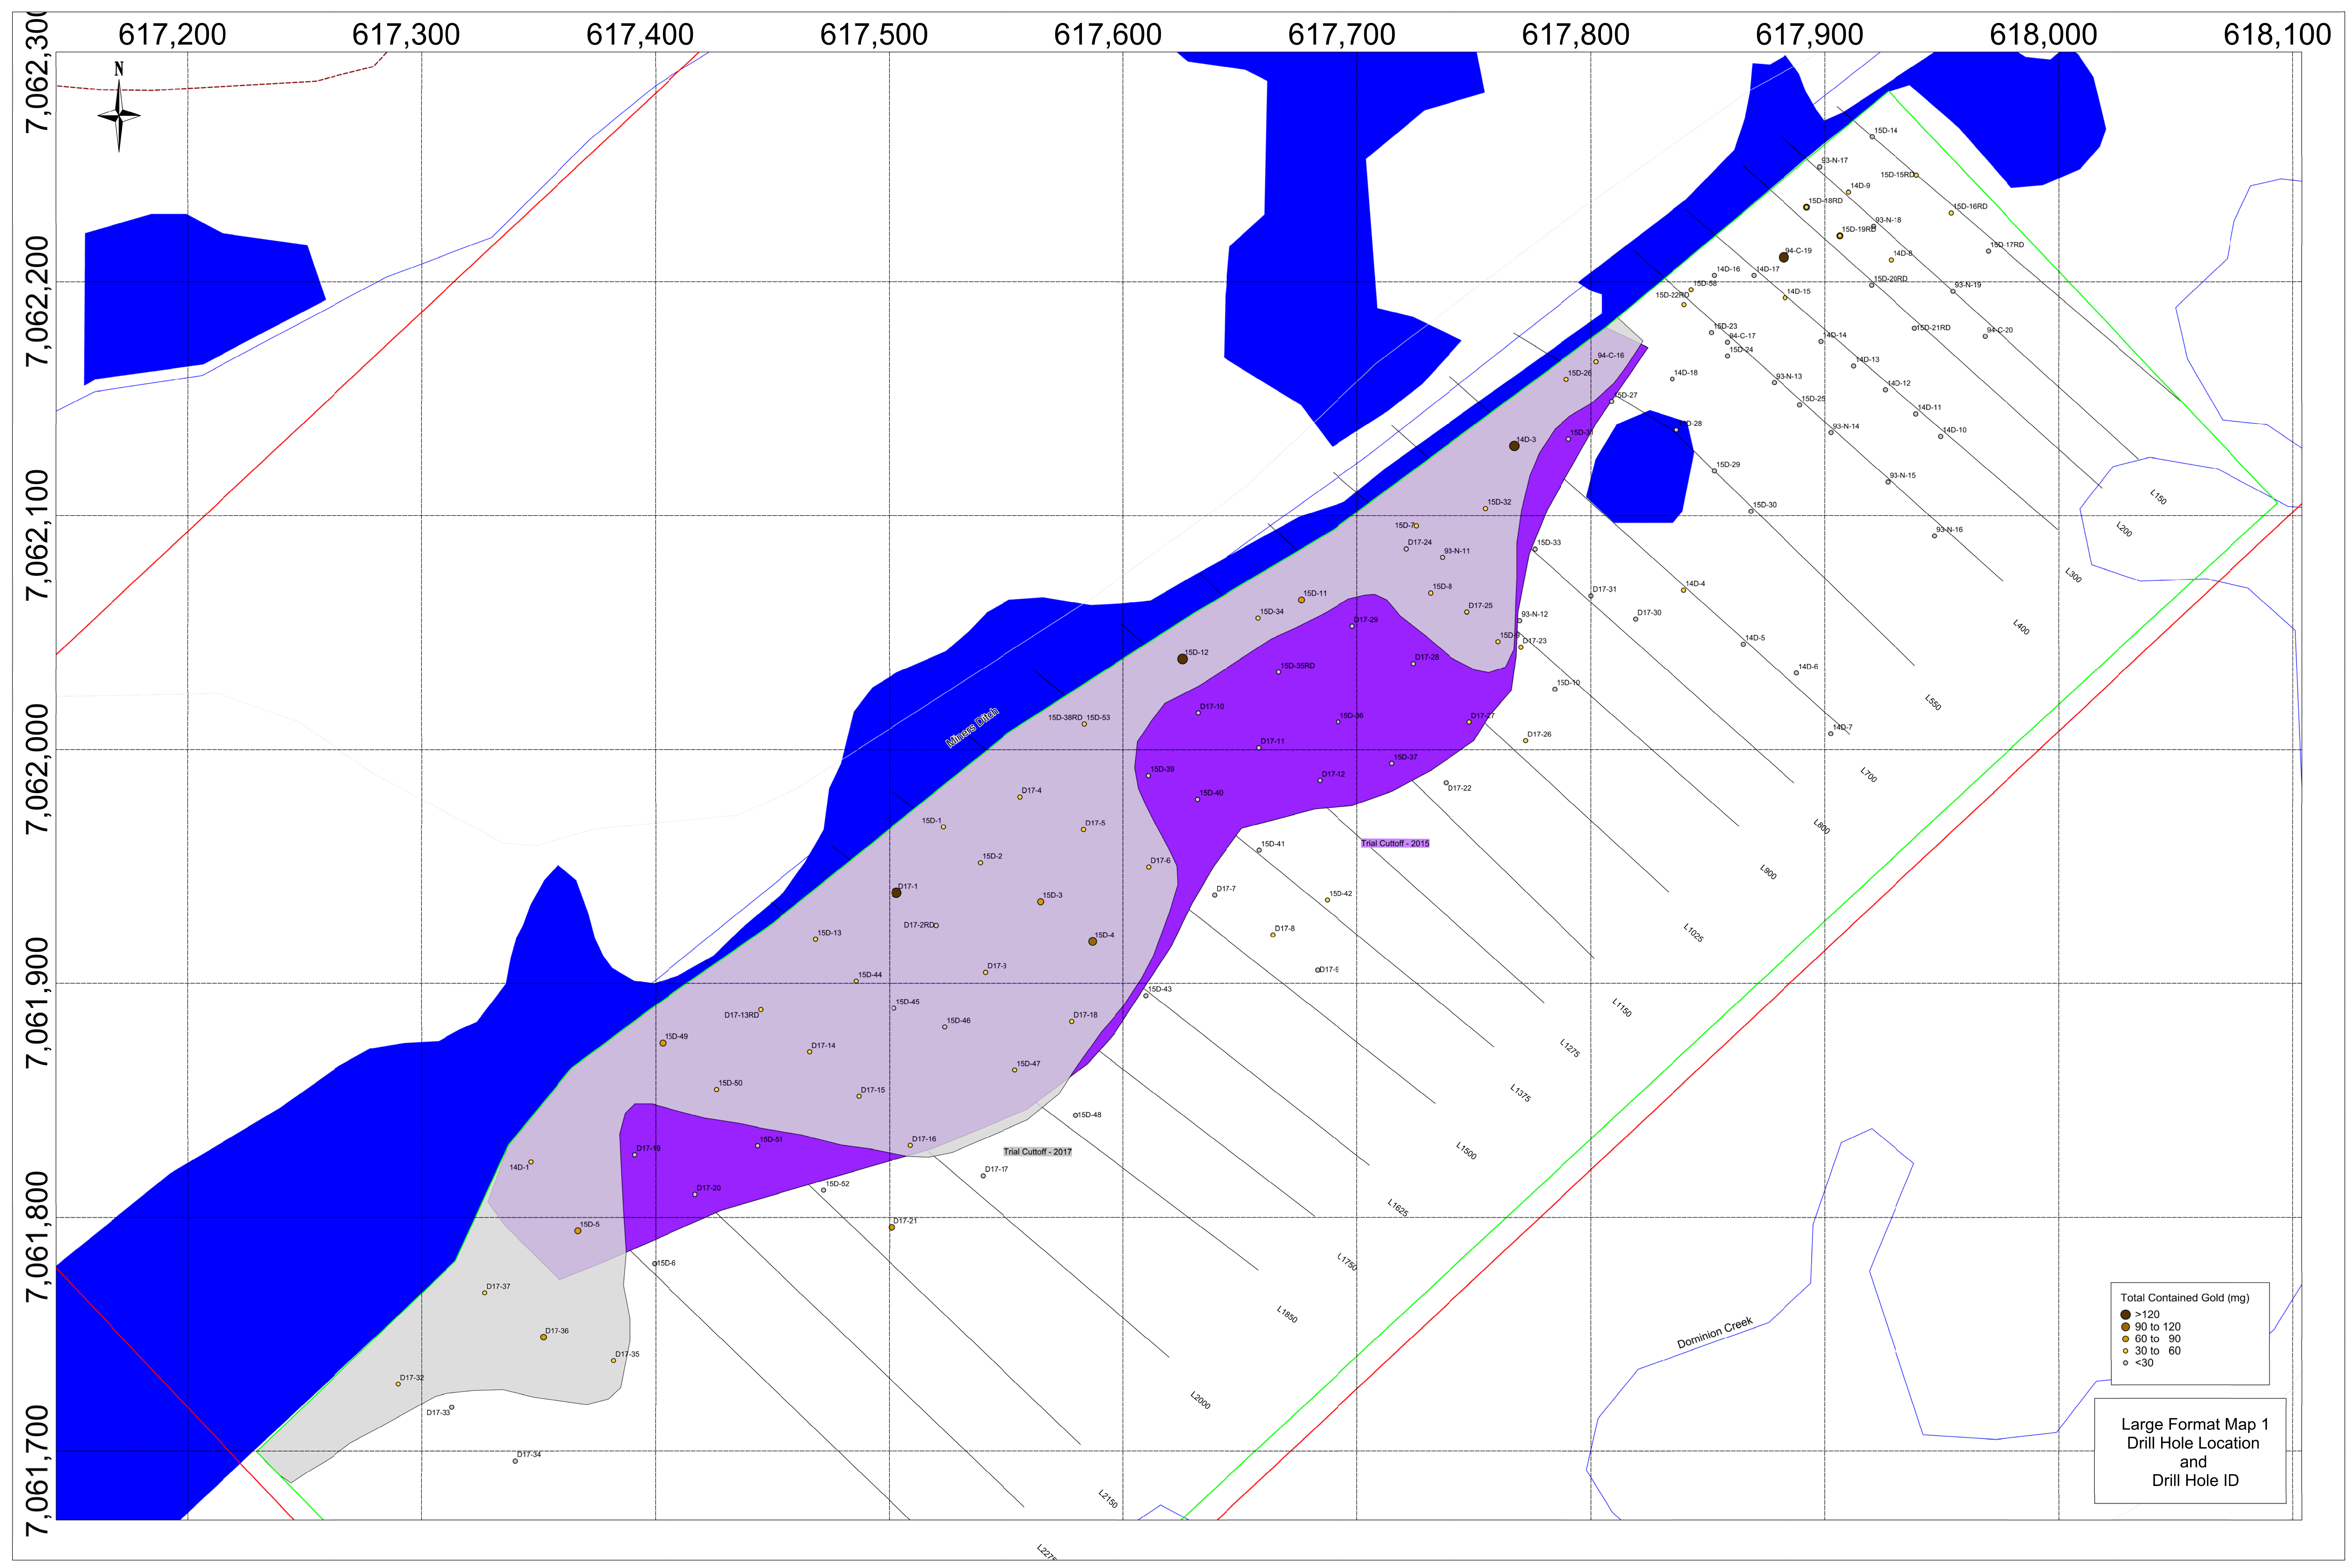 617,200 617,300 617,400 617,500 617,600 617,700 617,800 617,900 618,000 618,100
7,062,300
7,062,200
7,062,100
7,062,000
7,061,900
7,061,800
7,061,700
N
15D-14
93-N-17
15D-15RD
14D-9
15D-18RD
15D-16RD
93-N-18
15D-19RD
15D-17RD
94-C-19
14D-8
14D-16
14D-17
15D-20RD
15D-58
93-N-19
14D-15
15D-22RD
15D-23
15D-21RD
94-C-17
14D-14
94-C-20
15D-24
94-C-16
14D-13
15D-26
14D-18
93-N-13
14D-12
15D-27
15D-25
14D-11
14D-3
15D-31
D-28
93-N-14
14D-10
15D-29
93-N-15
15D-32
15D-30
L150
15D-7
D17-24
93-N-11
15D-33
93-N-16
L200
15D-8
D17-31
14D-4
L300
15D-11
15D-34
D17-25
D17-29
93-N-12
D17-30
L400
15D-9
D17-23
14D-5
15D-12
D17-28
15D-35RD
14D-6
15D-10
L550
D17-10
15D-38RD
15D-53
15D-36
D17-27
14D-7
Miners Ditch
D17-26
D17-11
15D-39
15D-37
L700
D17-12
D17-22
D17-4
15D-40
15D-1
D17-5
L800
Trial Cuttoff - 2015
15D-41
15D-2
D17-6
L900
D17-1
D17-7
15D-42
15D-3
D17-2RD
L1025
15D-13
15D-4
D17-8
D17-3
D17-9
15D-44
15D-43
L1150
15D-45
D17-13RD
15D-46
D17-18
15D-49
D17-14
L1275
15D-47
15D-50
D17-15
L1375
15D-48
D17-16
15D-51
D17-19
Trial Cuttoff - 2017
L1500
14D-1
D17-17
15D-52
D17-20
L1625
15D-5
D17-21
15D-6
L1750
D17-37
L1850
D17-36
Dominion Creek
D17-35
D17-32
L2000
D17-33
D17-34
L2150
L2275
Total Contained Gold (mg)
>120
90 to 120
60 to 90
30 to 60
<30
Large Format Map 1
Drill Hole Location
and
Drill Hole ID